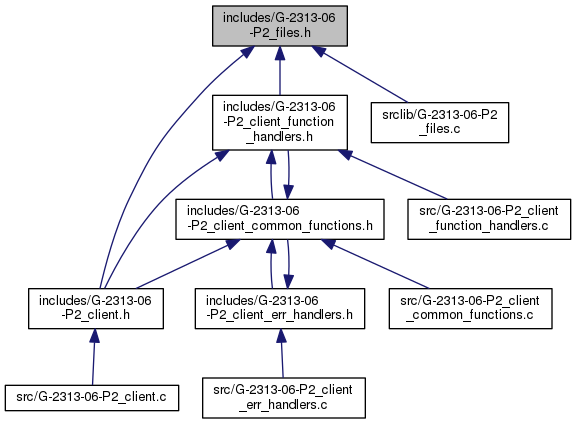 includes/G-2313-06
-P2_files.h
includes/G-2313-06
-P2_client_function
_handlers.h
srclib/G-2313-06-P2
_files.c
includes/G-2313-06
-P2_client_common_functions.h
src/G-2313-06-P2_client
_function_handlers.c
includes/G-2313-06
-P2_client.h
includes/G-2313-06
-P2_client_err_handlers.h
src/G-2313-06-P2_client
_common_functions.c
src/G-2313-06-P2_client.c
src/G-2313-06-P2_client
_err_handlers.c